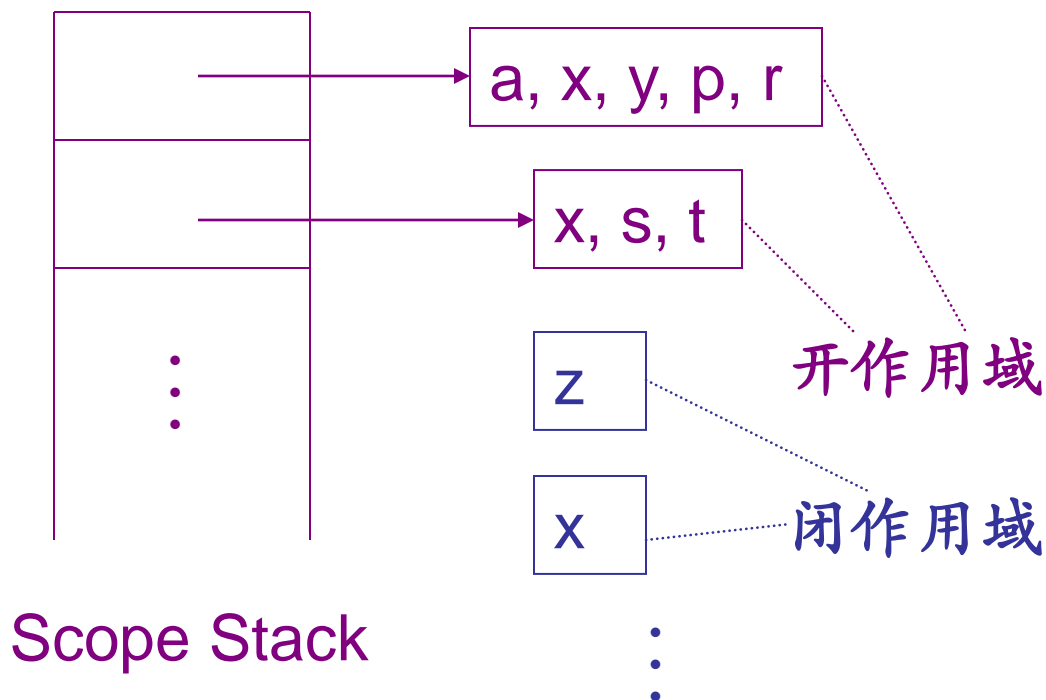 a, x, y, p, r
x, s, t
开作用域
z
闭作用域
x
Scope Stack